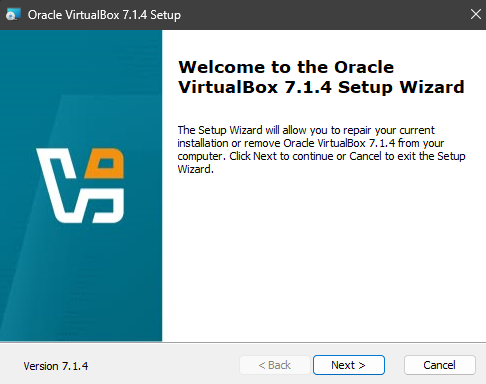 Oracle VirtualBox 7.1.4 Setup
Welcome to the Oracle
VirtualBox 7.1.4 Setup Wizard
The Setup Wizard will allow you to repair your current
installation or remove Oracle VirtualBox 7.1.4 from your
computer. Click Next to continue or Cancel to exit the Setup
Wizard.
Version 7.1.4
< Back
Next >
Cancel